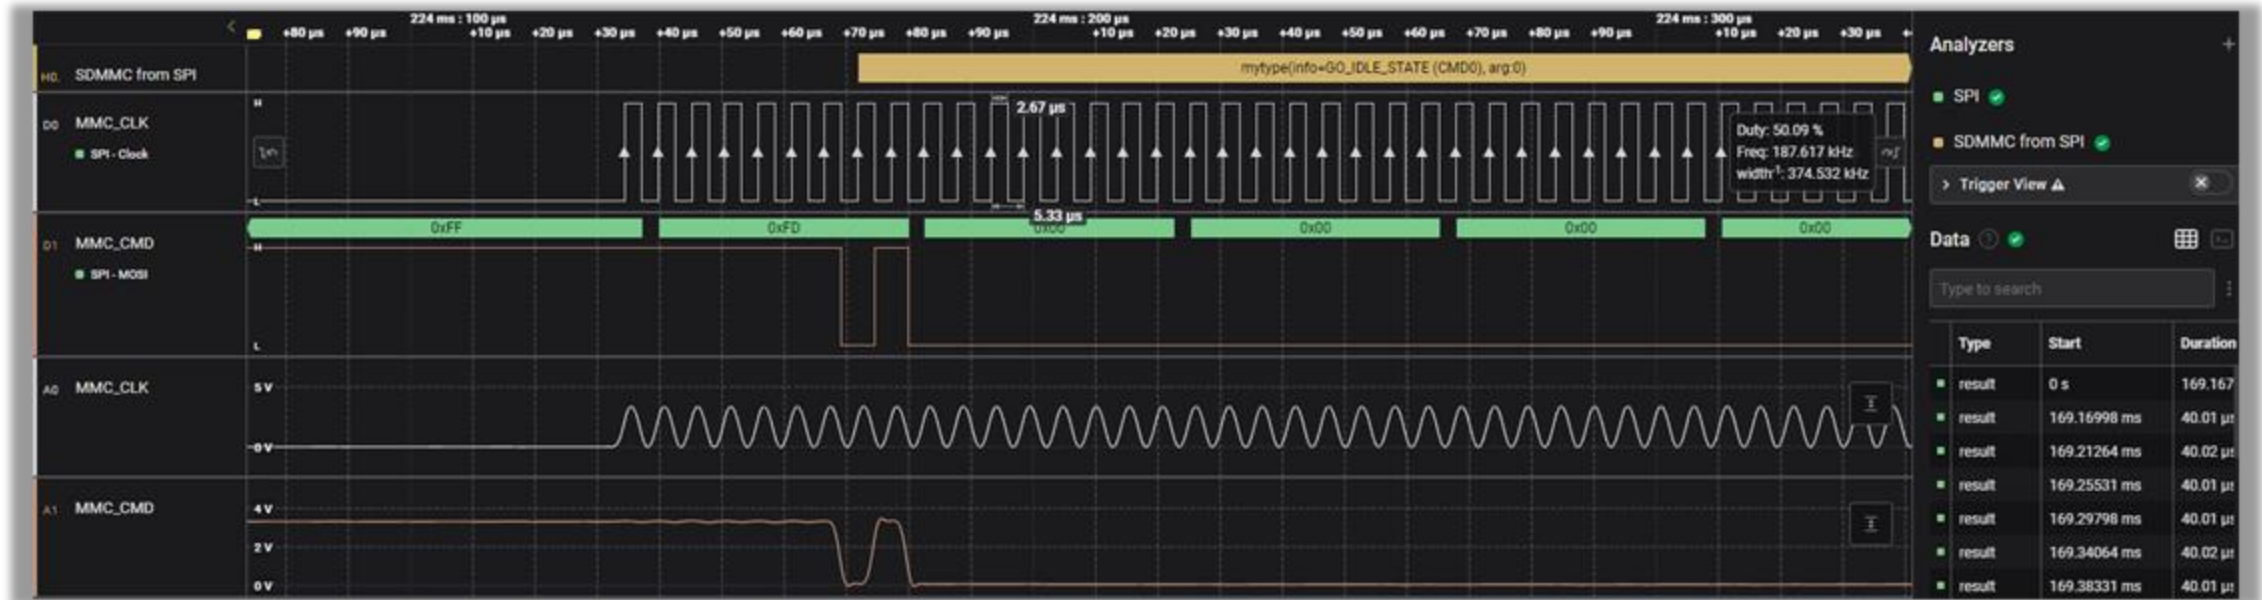 224 ms : 100 µs 224 ms : 200 µs 224 ms : 300 µs
+80 µs +90 µs +10 µs +20 µs +30 µs +40 µs +50 µs +60 µs +70 µs +80 µs +90 µs +10 µs +20 µs +30 µs +40 µs +50 µs +60 µs +70 µs +80 µs +90 µs +10 µs +20 µs +30 µs
H0. SDMMC from SPI
mytype(info=GO_IDLE_STATE (CMD0), arg:0)
D0 MMC_CLK
SPI - Clock
H
L
2.67 µs
5.33 µs
Duty: 50.09 %
Freq: 187.617 kHz
width-1: 374.532 kHz
0xFF 0xFD 0x00 0x00 0x00 0x00
D1 MMC_CMD
SPI - MOSI
H
L
A0 MMC_CLK
5 V
0 V
A1 MMC_CMD
4 V
2 V
0 V
Analyzers +
SPI
SDMMC from SPI
Trigger View
Data
Type to search
Type Start Duration
result 0 s 169.167
result 169.16998 ms 40.01 µs
result 169.21264 ms 40.02 µs
result 169.25531 ms 40.01 µs
result 169.29798 ms 40.01 µs
result 169.34064 ms 40.02 µs
result 169.38331 ms 40.01 µs